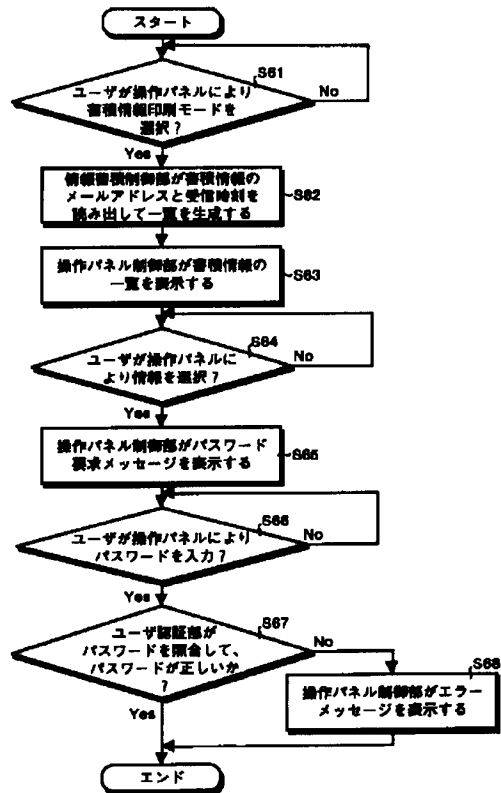 スタート
S61
ユーザが操作パネルにより
蓄積情報印刷モードを
選択？
No
Yes
情報蓄積制御部が蓄積情報の
メールアドレスと受信時刻を
読み出して一覧を生成する
S62
操作パネル制御部が蓄積情報の
一覧を表示する
S63
S64
ユーザが操作パネルに
より情報を選択？
No
Yes
操作パネル制御部がパスワード
要求メッセージを表示する
S65
S66
ユーザが操作パネルにより
パスワードを入力？
No
Yes
S67
ユーザ認証部が
パスワードを照合して、
パスワードが正しいか
？
No
Yes
S68
操作パネル制御部がエラー
メッセージを表示する
エンド